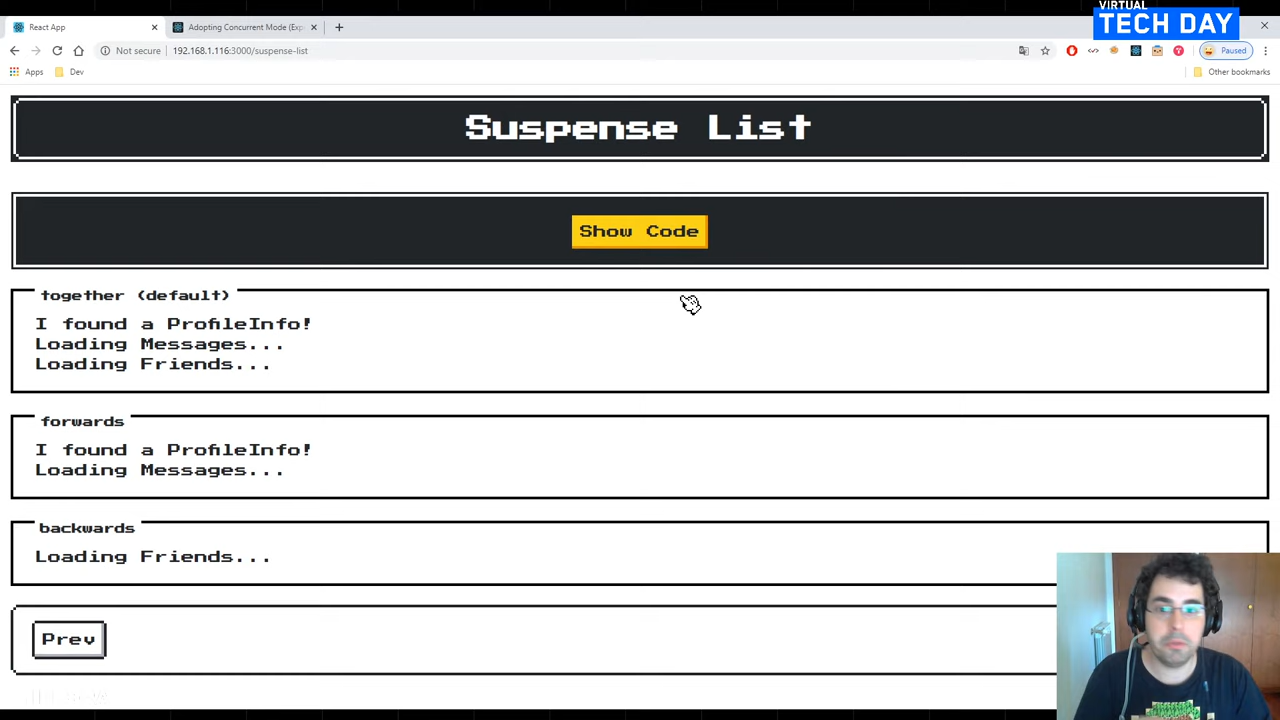 VIRTUAL
TECH DAY
React App
Adopting Concurrent Mode (Exp
Not secure
192.168.1.116:3000/suspense-list
Paused
Apps
Dev
Other bookmarks
Suspense List
Show Code
together (default)
I found a ProfileInfo!
Loading Messages...
Loading Friends...
forwards
I found a ProfileInfo!
Loading Messages...
backwards
Loading Friends...
Prev